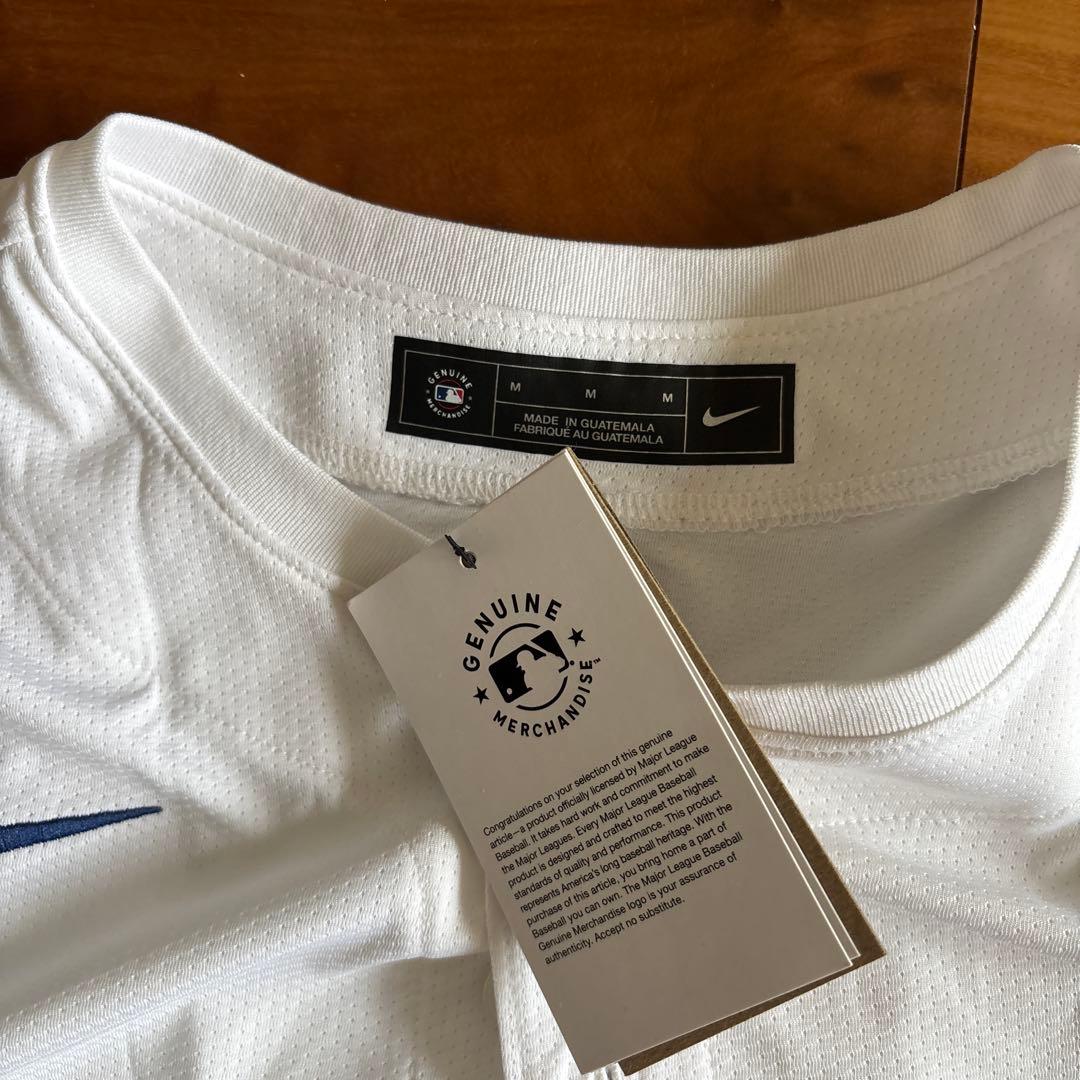 GENUINE
MERCHANDISE
M M M
MADE IN GUATEMALA
FABRIQUÉ AU GUATEMALA
GENUINE
MERCHANDISE™
Congratulations on your selection of this genuine
article—a product officially licensed by Major League
Baseball. It takes hard work and commitment to make
the Major Leagues. Every Major League Baseball
product is designed and crafted to meet the highest
standards of quality and performance. This product
represents America's long baseball heritage. With the
purchase of this article, you bring home a part of
Baseball you can own. The Major League Baseball
Genuine Merchandise logo is your assurance of
authenticity. Accept no substitute.